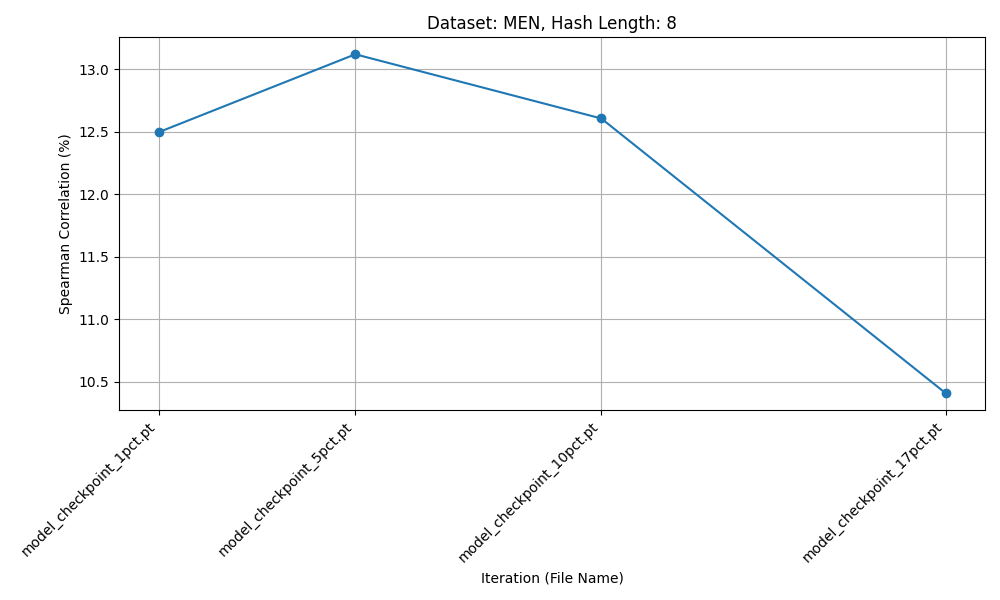 Dataset: MEN, Hash Length: 8
Spearman Correlation (%)
13.0
12.5
12.0
11.5
11.0
10.5
model_checkpoint_1pct.pt
model_checkpoint_5pct.pt
model_checkpoint_10pct.pt
model_checkpoint_17pct.pt
Iteration (File Name)